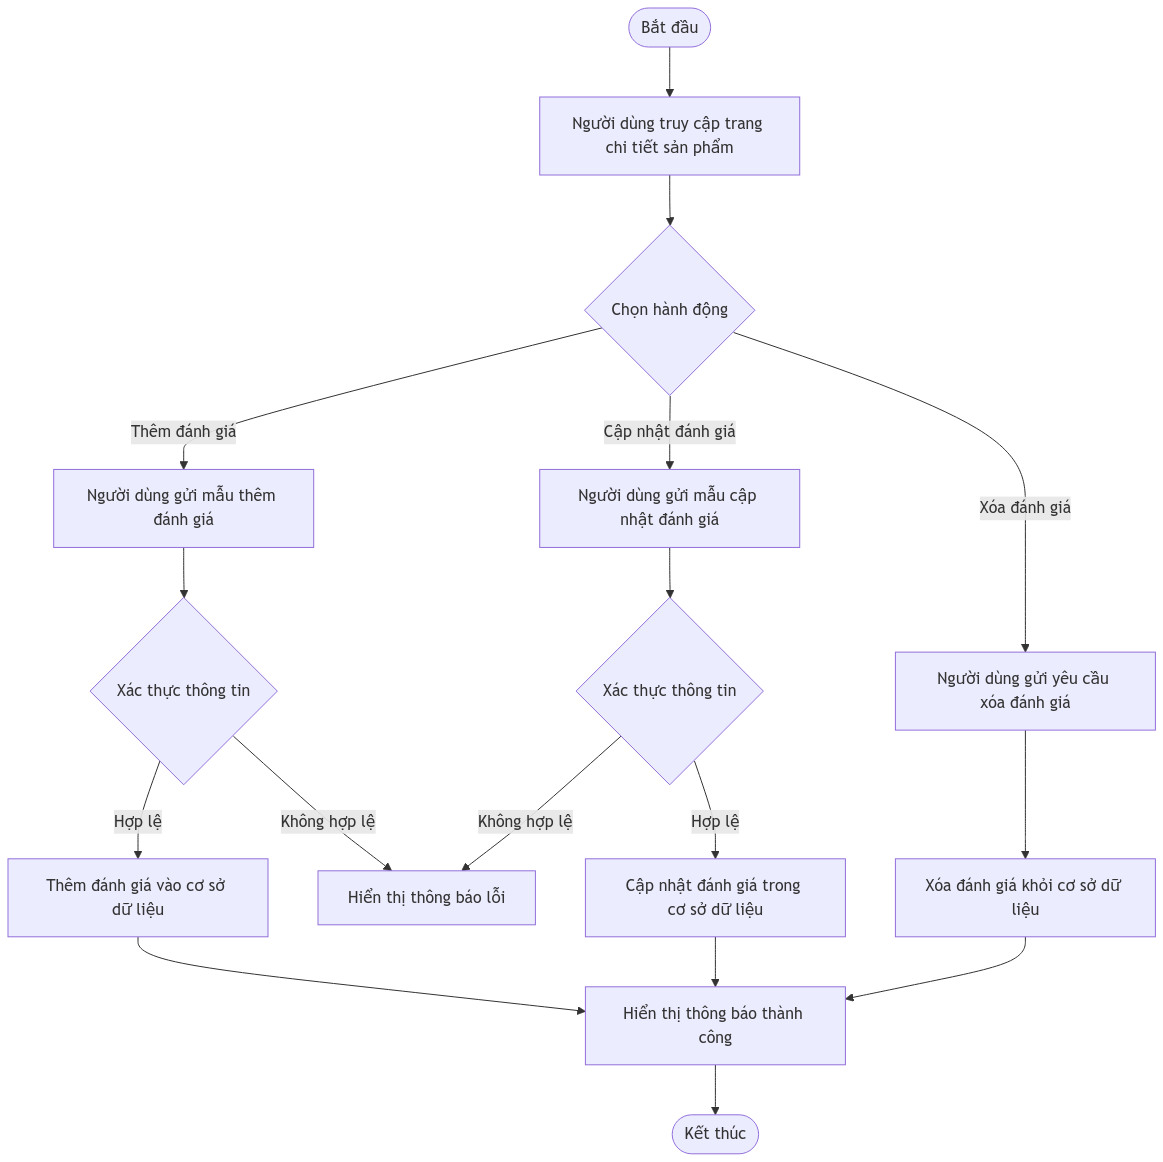 Bắt đầu
Người dùng truy cập trang
chi tiết sản phẩm
Chọn hành động
Thêm đánh giá
Cập nhật đánh giá
Xóa đánh giá
Người dùng gửi mẫu thêm
đánh giá
Người dùng gửi mẫu cập
nhật đánh giá
Xác thực thông tin
Xác thực thông tin
Người dùng gửi yêu cầu
xóa đánh giá
Hợp lệ
Không hợp lệ
Không hợp lệ
Hợp lệ
Thêm đánh giá vào cơ sở
dữ liệu
Hiển thị thông báo lỗi
Cập nhật đánh giá trong
cơ sở dữ liệu
Xóa đánh giá khỏi cơ sở dữ
liệu
Hiển thị thông báo thành
công
Kết thúc